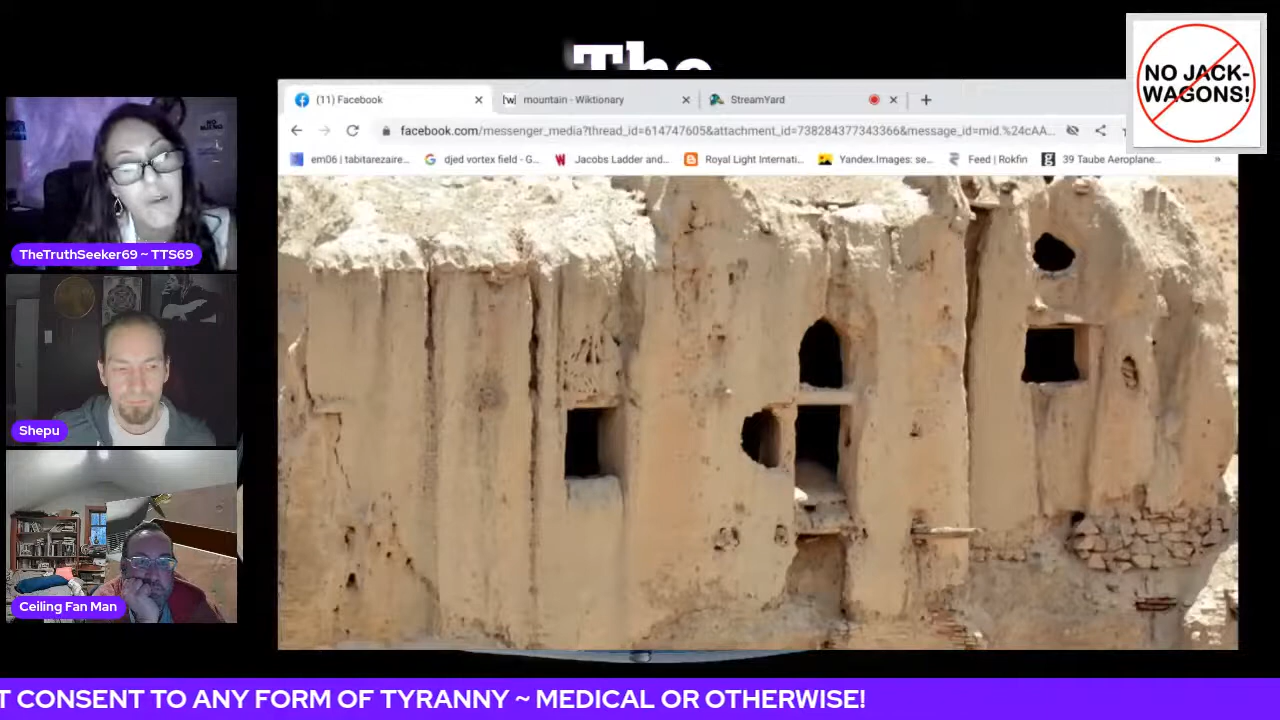 The
NO JACK-
WAGONS!
(11) Facebook
mountain - Wiktionary
StreamYard
facebook.com/messenger_media?thread_id=614747605&attachment_id=738284377343366&message_id=mid.%24cAA...
em06 | tabitarezaire...
djed vortex field - G...
Jacobs Ladder and...
Royal Light Internati...
Yandex.Images: se...
Feed | Rokfin
39 Taube Aeroplane...
»
TheTruthSeeker69 ~ TTS69
Shepu
Ceiling Fan Man
T CONSENT TO ANY FORM OF TYRANNY ~ MEDICAL OR OTHERWISE!